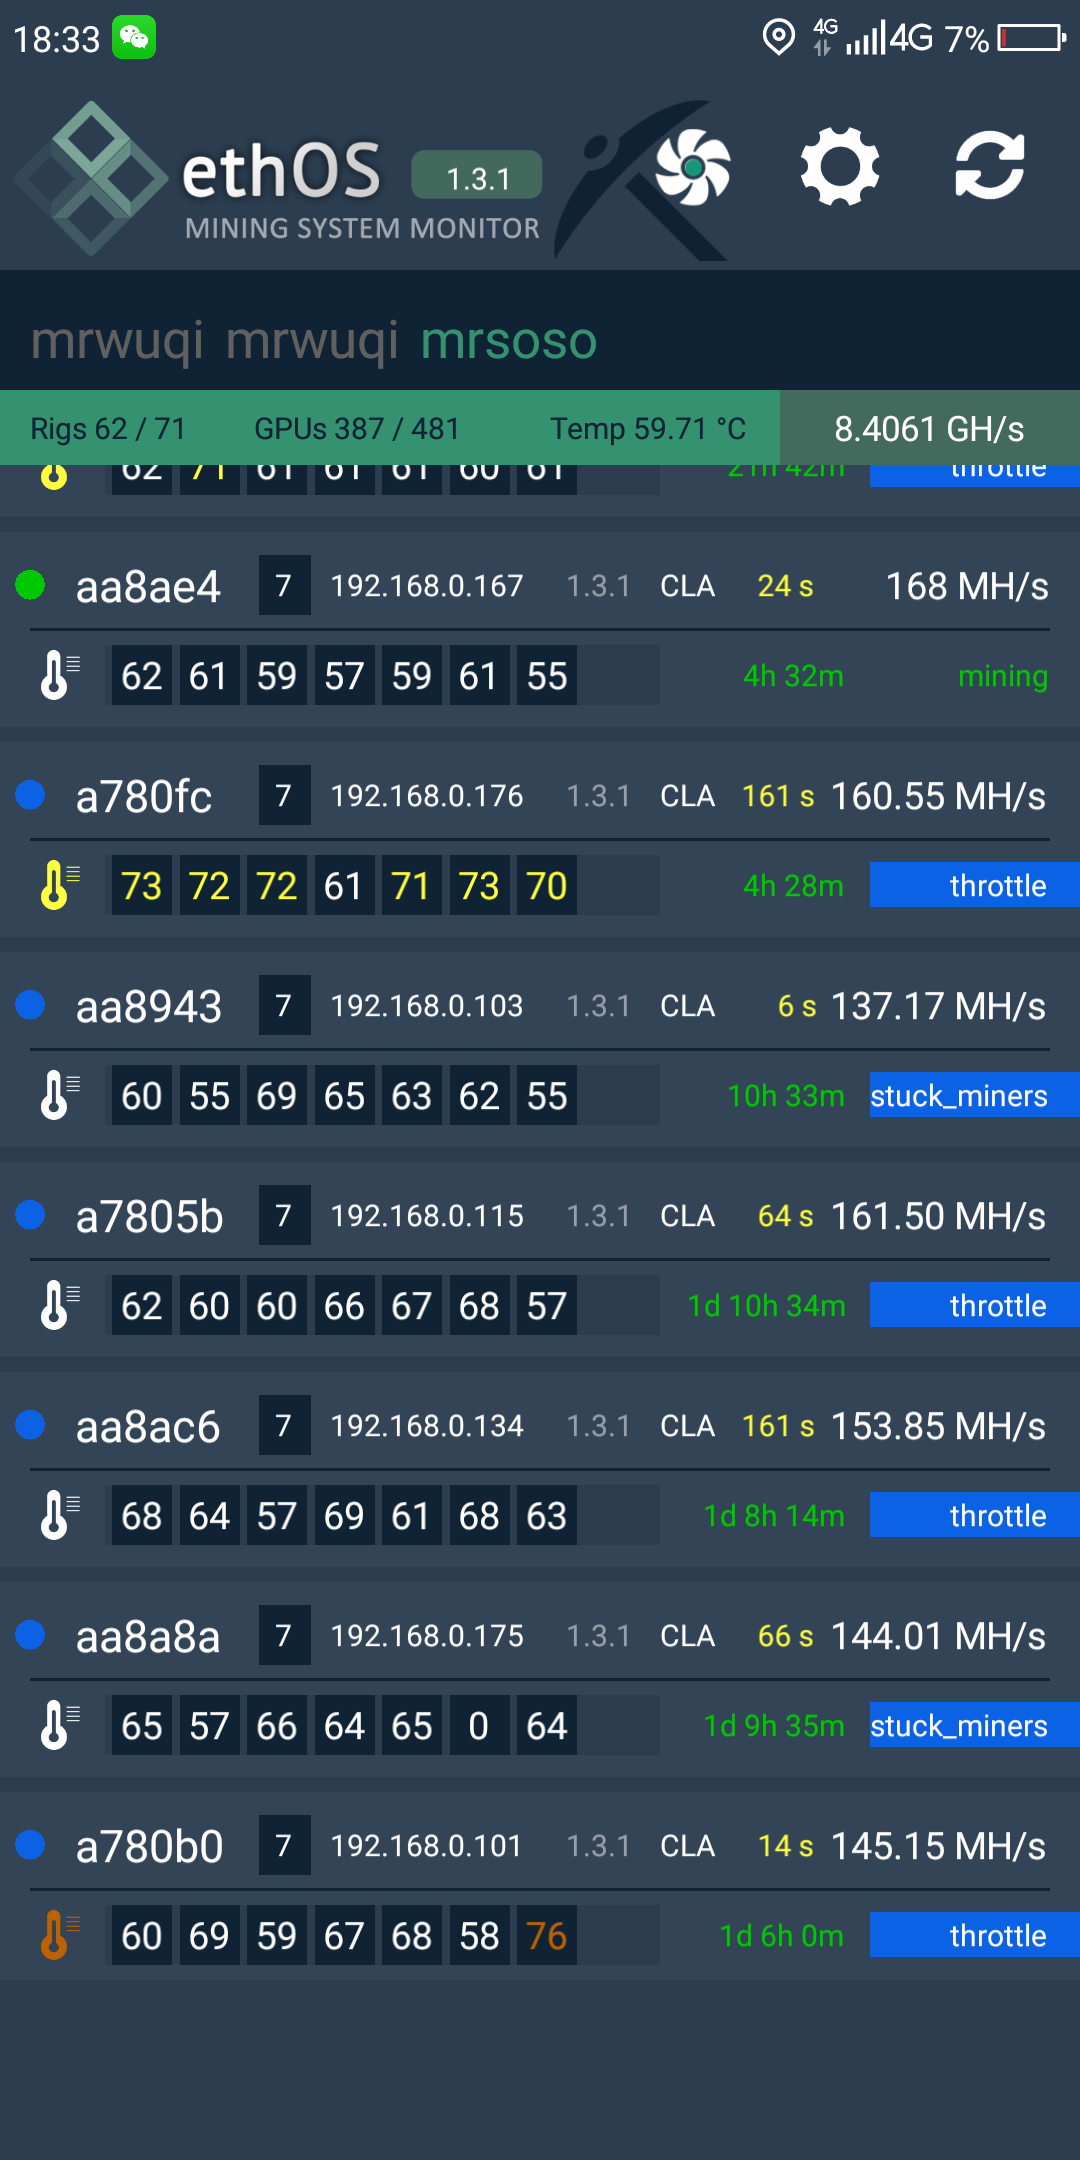 18:33 4G 4G 7%
ethOS 1.3.1
MINING SYSTEM MONITOR
mrwuqi mrwuqi mrsoso
Rigs 62 / 71 GPUs 387 / 481 Temp 59.71 °C 8.4061 GH/s
62 71 61 61 61 60 61 21h 42m throttle
aa8ae4 7 192.168.0.167 1.3.1 CLA 24 s 168 MH/s
62 61 59 57 59 61 55 4h 32m mining
a780fc 7 192.168.0.176 1.3.1 CLA 161 s 160.55 MH/s
73 72 72 61 71 73 70 4h 28m throttle
aa8943 7 192.168.0.103 1.3.1 CLA 6 s 137.17 MH/s
60 55 69 65 63 62 55 10h 33m stuck_miners
a7805b 7 192.168.0.115 1.3.1 CLA 64 s 161.50 MH/s
62 60 60 66 67 68 57 1d 10h 34m throttle
aa8ac6 7 192.168.0.134 1.3.1 CLA 161 s 153.85 MH/s
68 64 57 69 61 68 63 1d 8h 14m throttle
aa8a8a 7 192.168.0.175 1.3.1 CLA 66 s 144.01 MH/s
65 57 66 64 65 0 64 1d 9h 35m stuck_miners
a780b0 7 192.168.0.101 1.3.1 CLA 14 s 145.15 MH/s
60 69 59 67 68 58 76 1d 6h 0m throttle